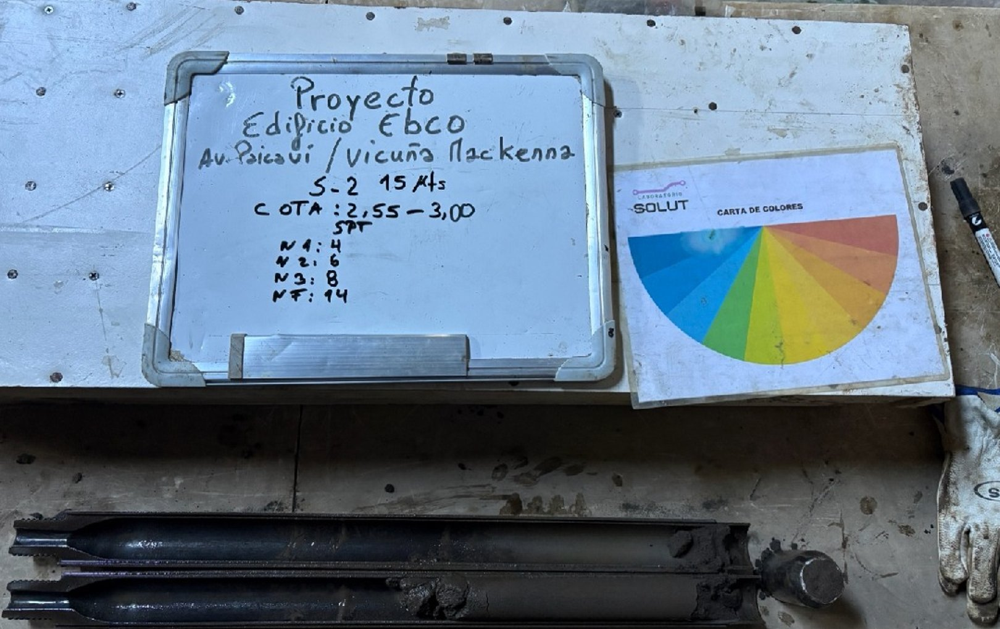 Proyecto
Edificio Ebco
Av. Paicaví / Vicuña Mackenna
S-2 15 Mts
COTA : 2,55 - 3,00
SPT
N1: 4
N2: 6
N3: 8
NF: 14
LABORATORIO
SOLUT
CARTA DE COLORES